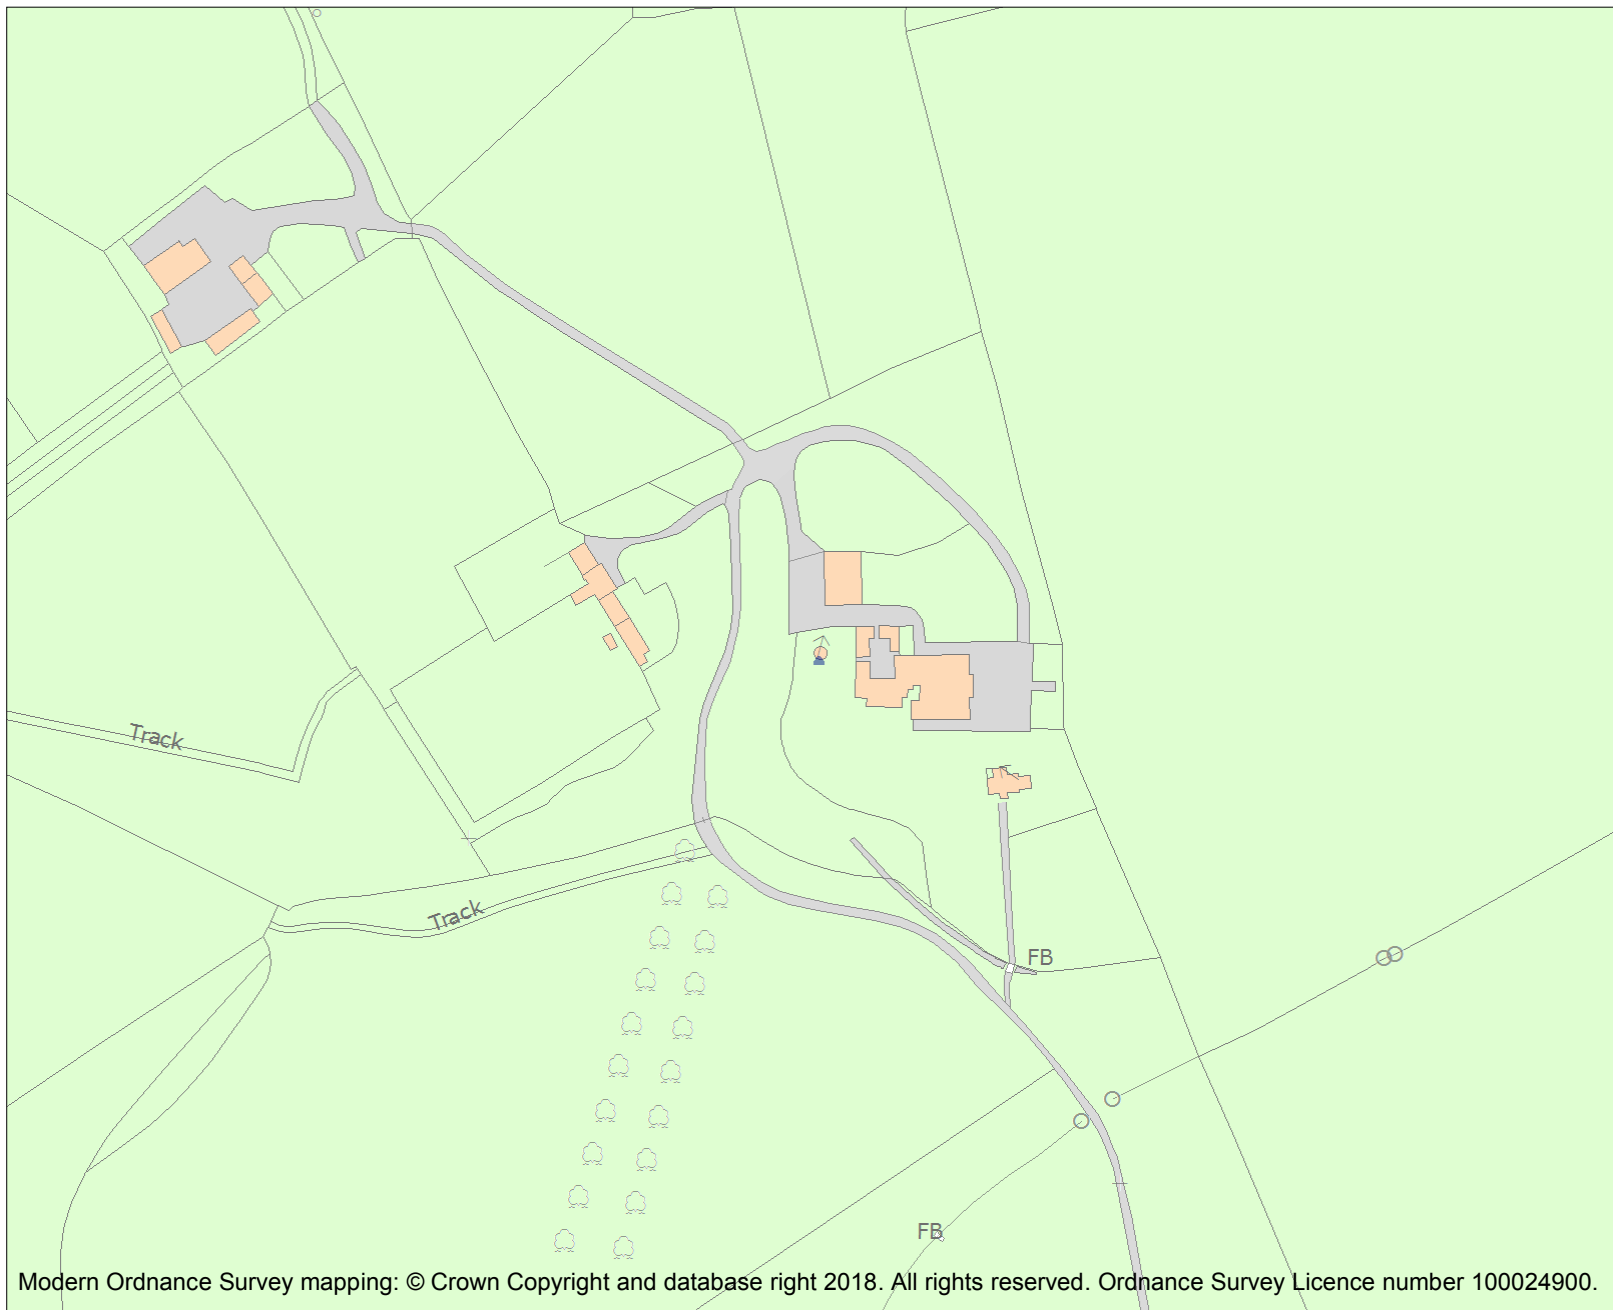 Track
Track
FB
FB
Modern Ordnance Survey mapping: © Crown Copyright and database right 2018. All rights reserved. Ordnance Survey Licence number 100024900.